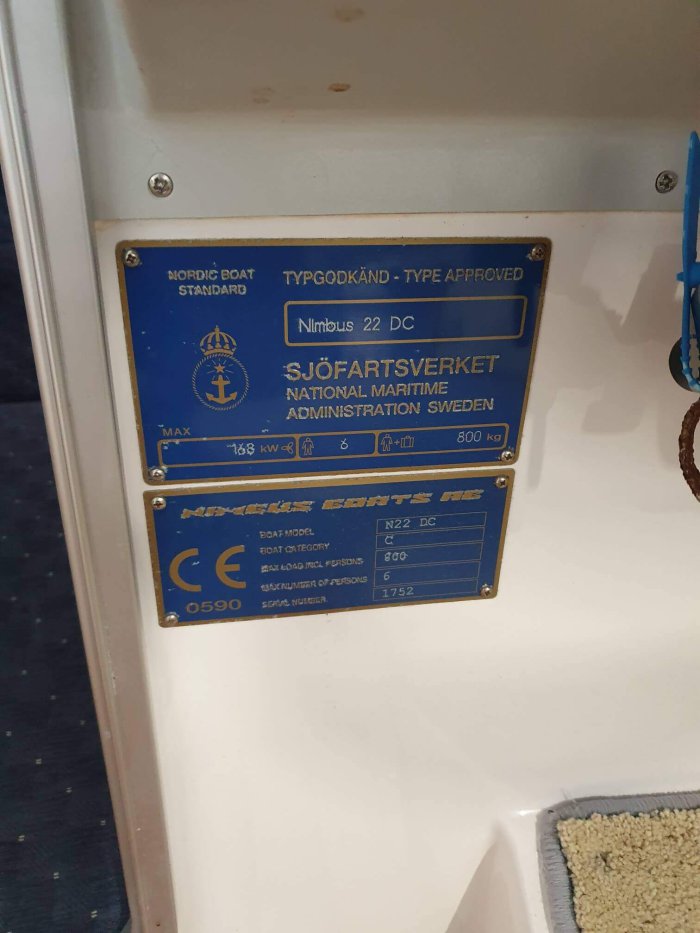 NORDIC BOAT
STANDARD
TYPGODKÄND - TYPE APPROVED
Nimbus 22 DC
SJÖFARTSVERKET
NATIONAL MARITIME
ADMINISTRATION SWEDEN
MAX
kW
6
800 kg
NIMBUS BOATS AB
BOAT MODEL N22 DC
BOAT CATEGORY C
MAX LOAD INCL PERSONS 800
MAX NUMBER OF PERSONS 6
SERIAL NUMBER 1752
CE
0590